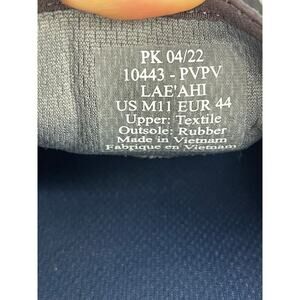 PK 04/22
10443 - PVPV
LAE'AHI
US M11 EUR 44
Upper: Textile
Outsole: Rubber
Made in Vietnam
Fabriqué en Vietnam